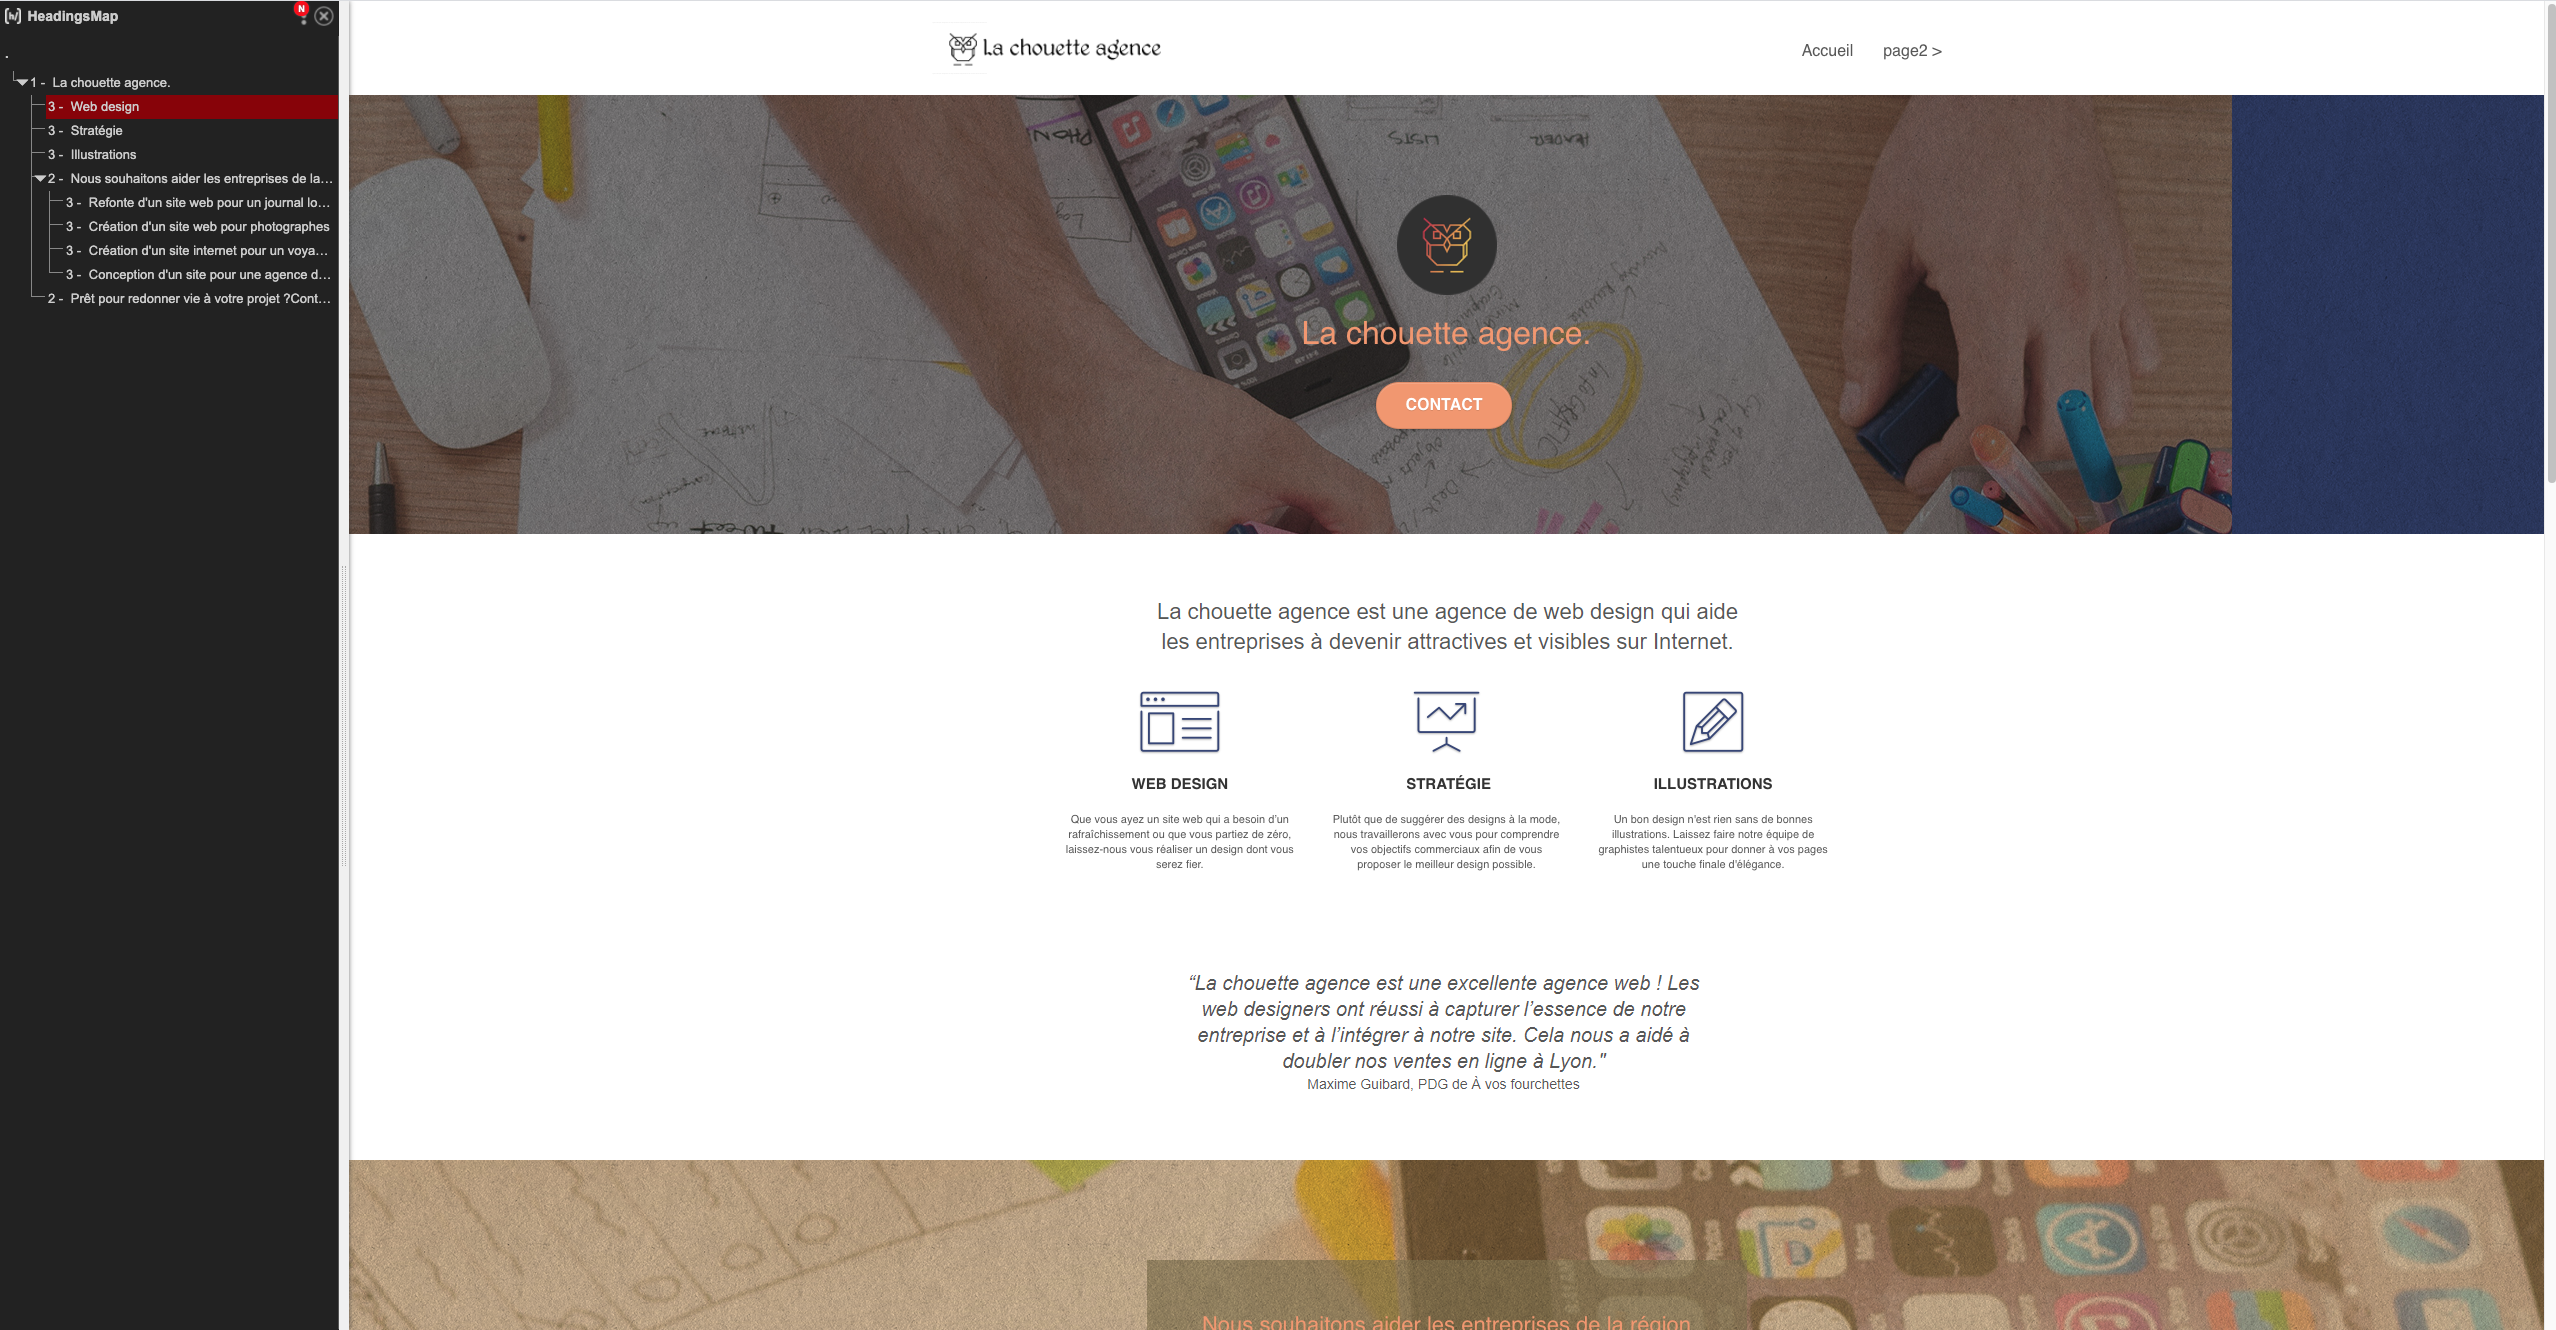 HeadingsMap
N
.
1 - La chouette agence.
3 - Web design
3 - Stratégie
3 - Illustrations
2 - Nous souhaitons aider les entreprises de la...
3 - Refonte d'un site web pour un journal lo...
3 - Création d'un site web pour photographes
3 - Création d'un site internet pour un voya...
3 - Conception d'un site pour une agence d...
2 - Prêt pour redonner vie à votre projet ?Cont...
La chouette agence
Accueil
page2 >
LISTS
HEADER
La chouette agence.
CONTACT
La chouette agence est une agence de web design qui aide
les entreprises à devenir attractives et visibles sur Internet.
WEB DESIGN
Que vous ayez un site web qui a besoin d’un
rafraîchissement ou que vous partiez de zéro,
laissez-nous vous réaliser un design dont vous
serez fier.
STRATÉGIE
Plutôt que de suggérer des designs à la mode,
nous travaillerons avec vous pour comprendre
vos objectifs commerciaux afin de vous
proposer le meilleur design possible.
ILLUSTRATIONS
Un bon design n'est rien sans de bonnes
illustrations. Laissez faire notre équipe de
graphistes talentueux pour donner à vos pages
une touche finale d'élégance.
“La chouette agence est une excellente agence web ! Les
web designers ont réussi à capturer l’essence de notre
entreprise et à l’intégrer à notre site. Cela nous a aidé à
doubler nos ventes en ligne à Lyon."
Maxime Guibard, PDG de À vos fourchettes
Nous souhaitons aider les entreprises de la région